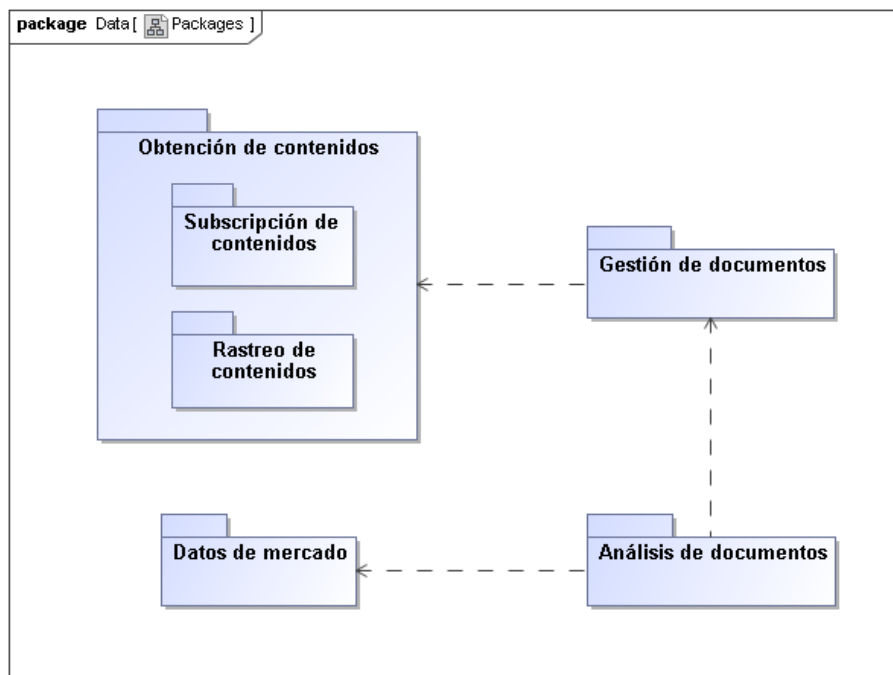 package Data [ Packages ]
Obtención de contenidos
Subscripción de
contenidos
Gestión de documentos
Rastreo de
contenidos
Datos de mercado
Análisis de documentos